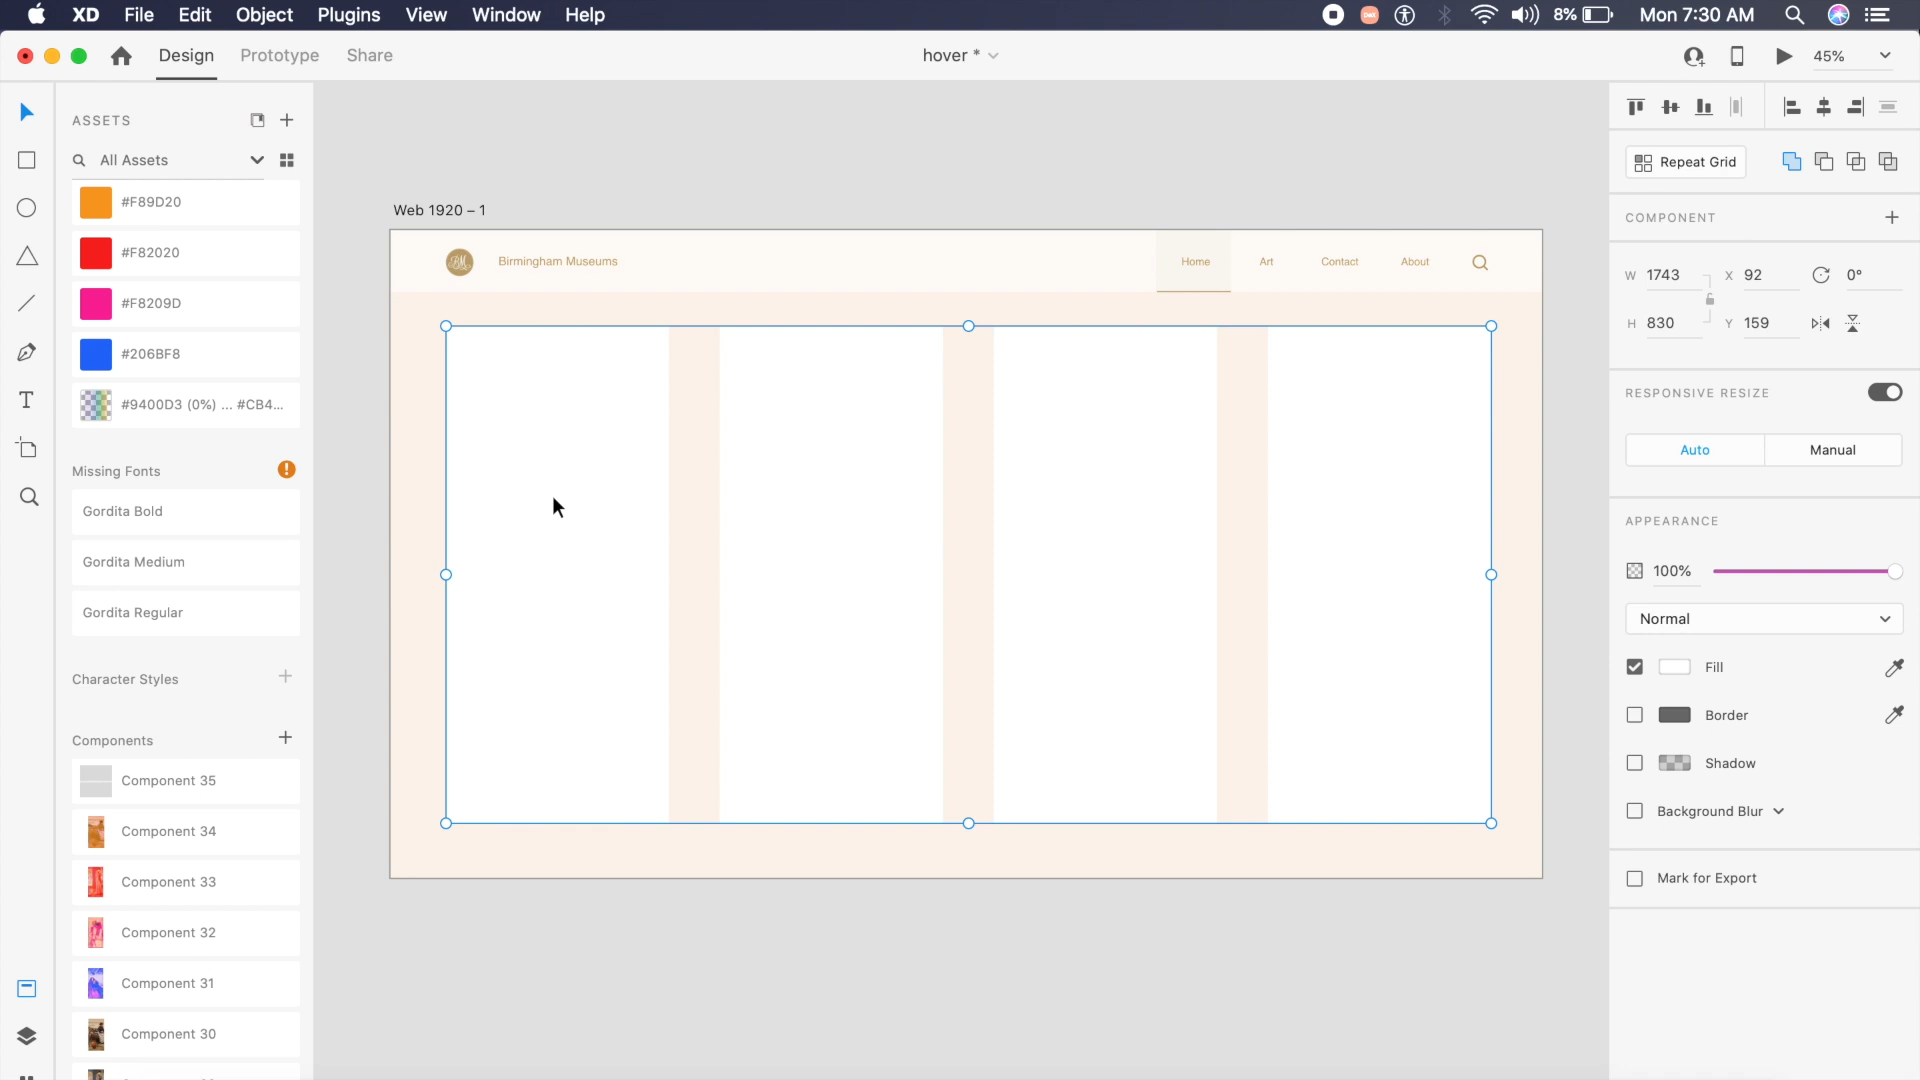 XD File Edit Object Plugins View Window Help 8% Mon 7:30 AM
Design Prototype Share hover * 45%
ASSETS
All Assets
#F89D20
#F82020
#F8209D
#206BF8
#9400D3 (0%) ... #CB4...
Missing Fonts
Gordita Bold
Gordita Medium
Gordita Regular
Character Styles
Components
Component 35
Component 34
Component 33
Component 32
Component 31
Component 30
Web 1920 – 1
BM Birmingham Museums Home Art Contact About
Repeat Grid
COMPONENT
W 1743 X 92 0°
H 830 Y 159
RESPONSIVE RESIZE
Auto Manual
APPEARANCE
100%
Normal
Fill
Border
Shadow
Background Blur
Mark for Export